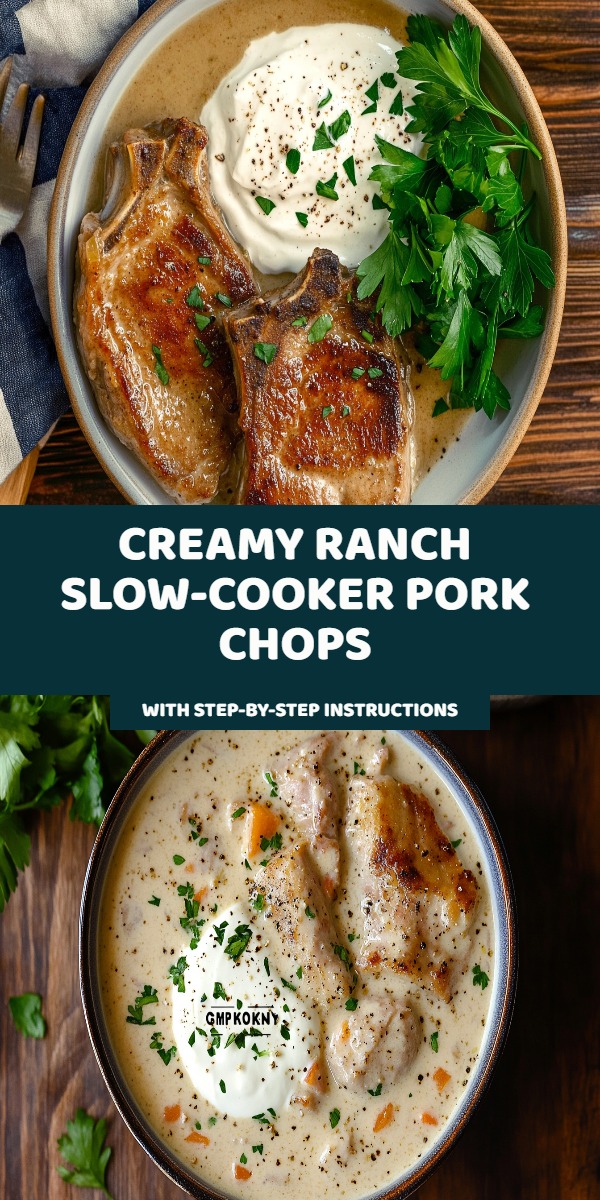 CREAMY RANCH
SLOW-COOKER PORK
CHOPS
WITH STEP-BY-STEP INSTRUCTIONS
GMPKOKNY